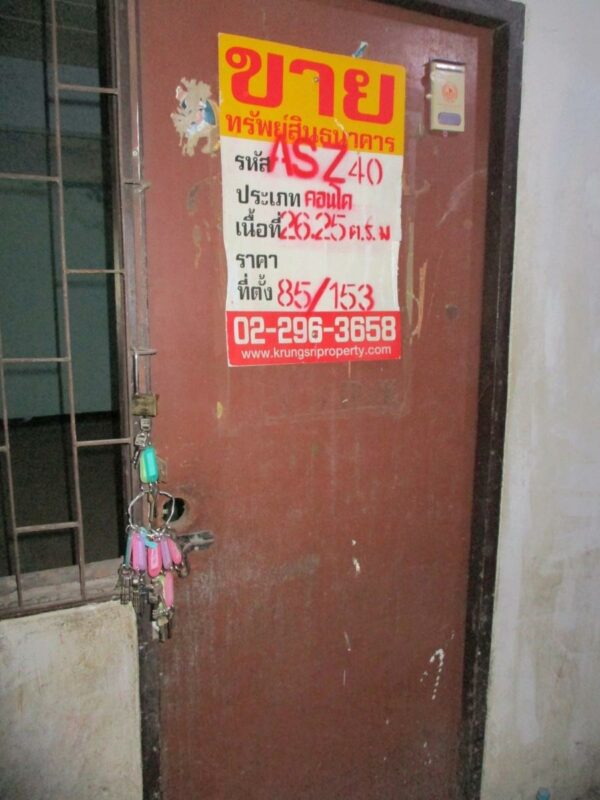 ขาย
ทรัพย์สินธนาคาร
รหัส ASZ40
ประเภท คอนโด
เนื้อที่ 26.25 ต.ร.ม
ราคา
ที่ตั้ง 85/153
02-296-3658
www.krungsriproperty.com